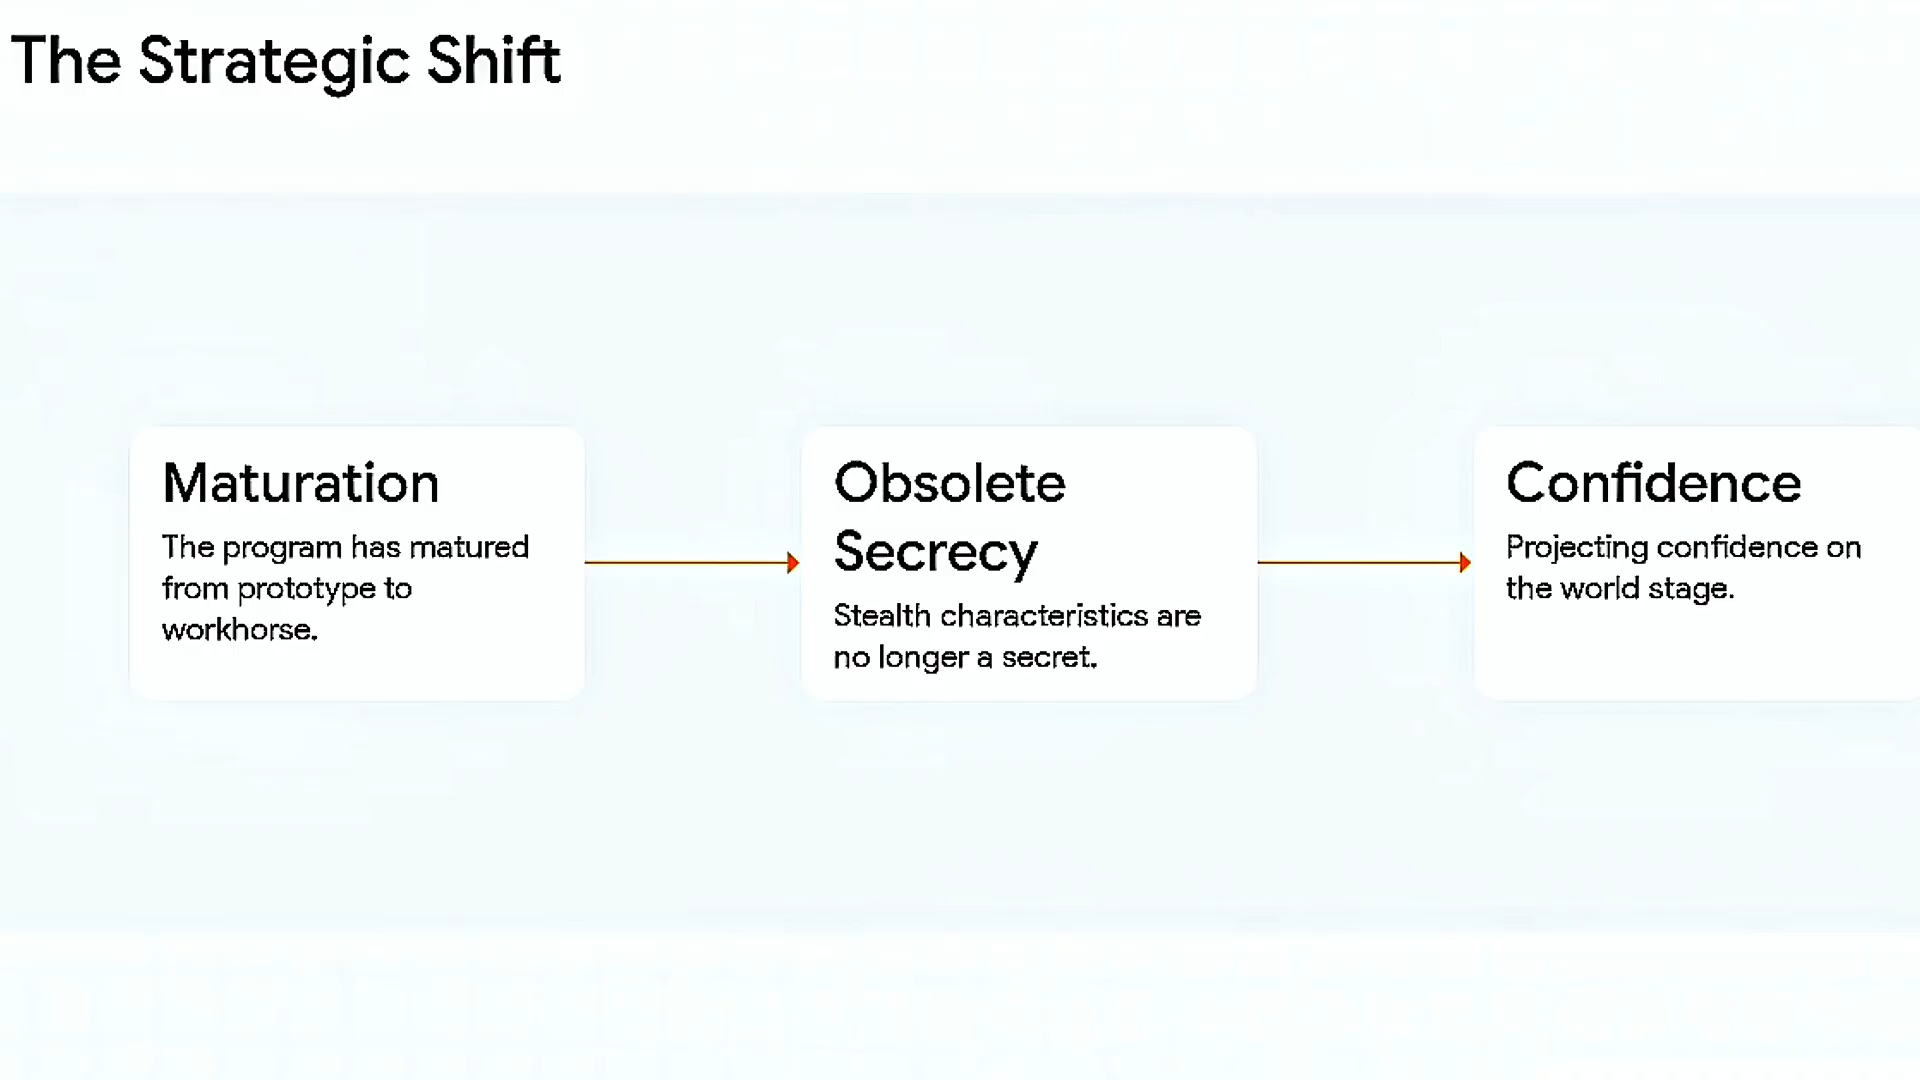 The Strategic Shift
Maturation
The program has matured
from prototype to
workhorse.
Obsolete
Secrecy
Stealth characteristics are
no longer a secret.
Confidence
Projecting confidence on
the world stage.